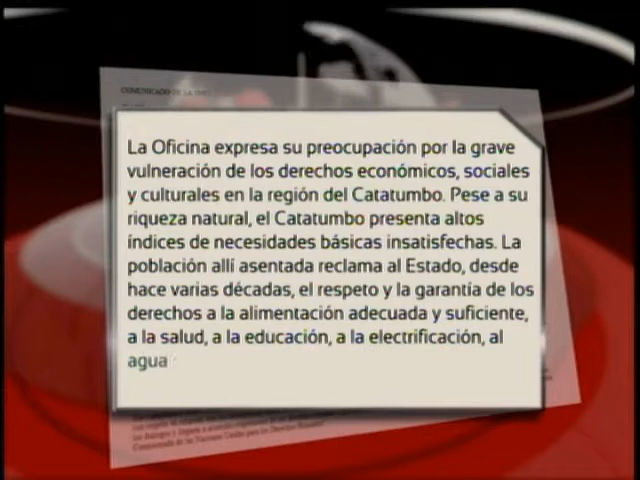 COMUNICADO DE LA
La Oficina expresa su preocupación por la grave
vulneración de los derechos económicos, sociales
y culturales en la región del Catatumbo. Pese a su
riqueza natural, el Catatumbo presenta altos
índices de necesidades básicas insatisfechas. La
población allí asentada reclama al Estado, desde
hace varias décadas, el respeto y la garantía de los
derechos a la alimentación adecuada y suficiente,
a la salud, a la educación, a la electrificación, al
agua